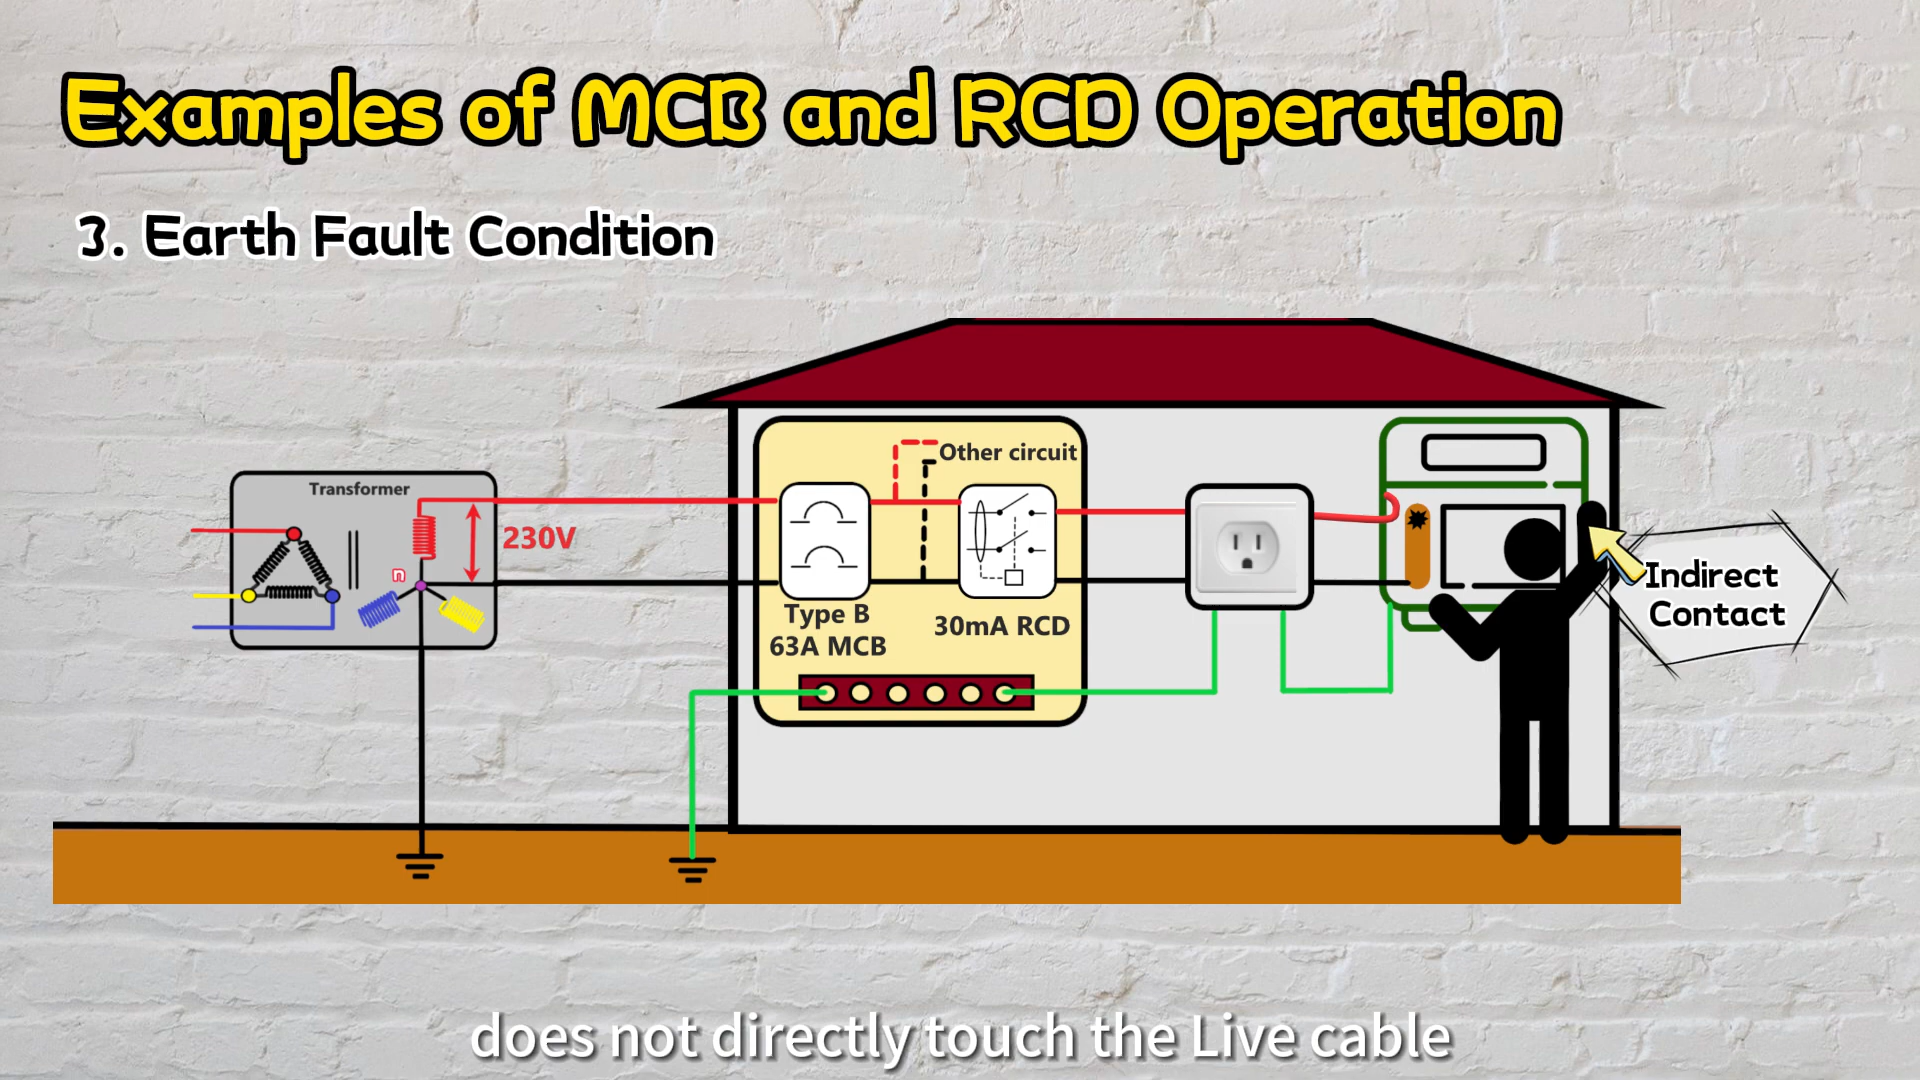 Examples of MCB and RCD Operation
3. Earth Fault Condition
Transformer
230V
n
Other circuit
Type B
63A MCB
30mA RCD
Indirect
Contact
does not directly touch the Live cable